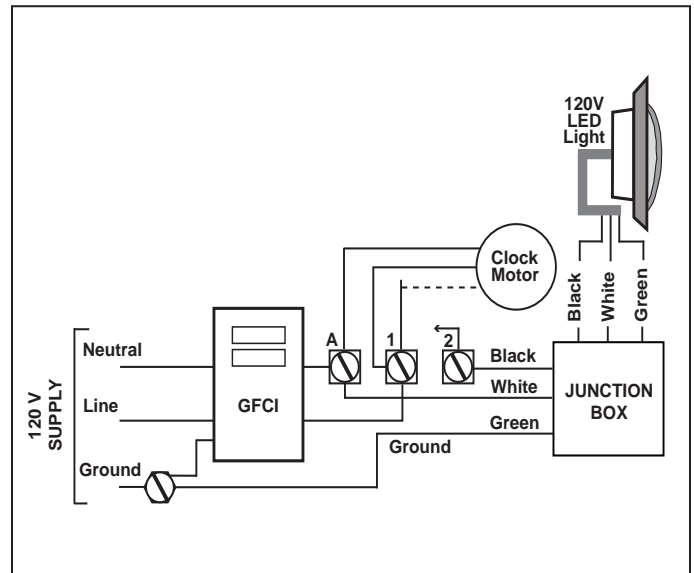 120V
LED
Light
Clock
Motor
Black
White
Green
A
1
2
Neutral
Line
Ground
120 V
SUPPLY
GFCI
Black
White
Green
Ground
JUNCTION
BOX